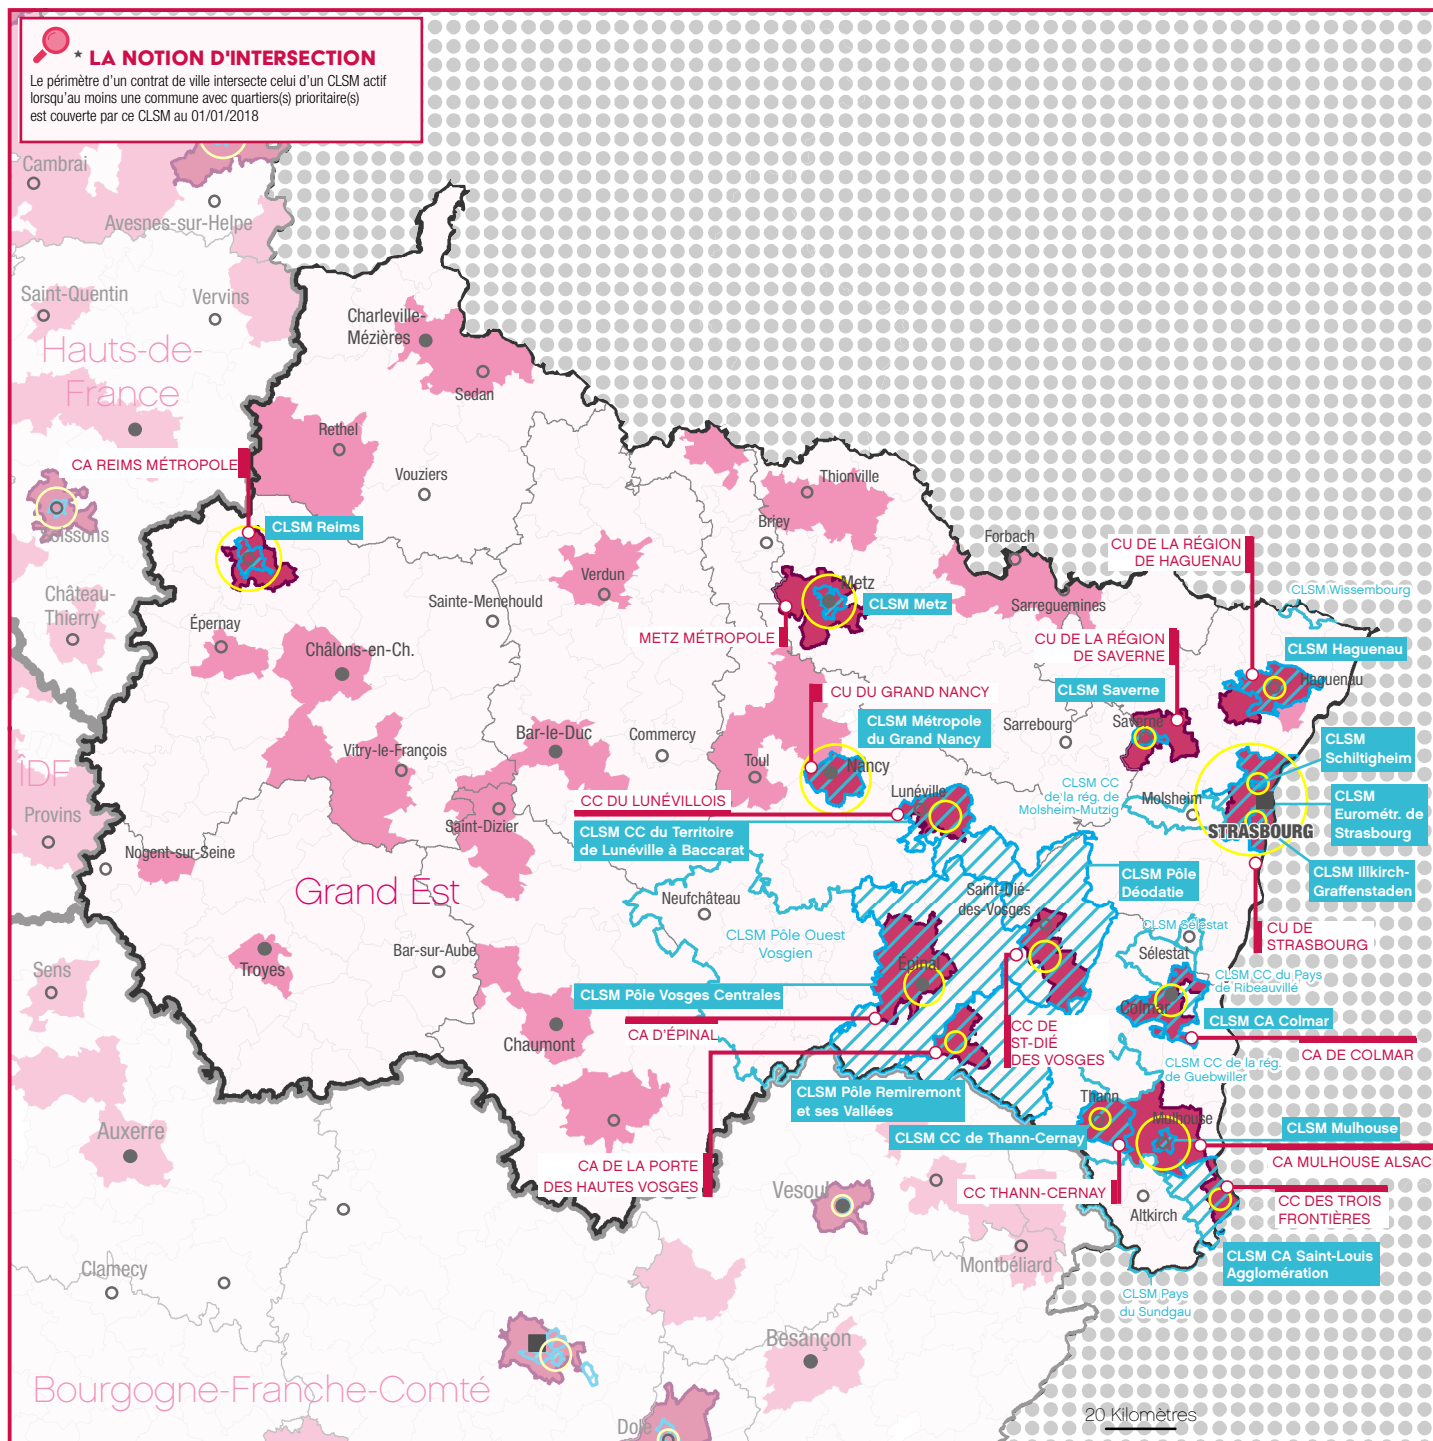 * LA NOTION D'INTERSECTION
Le périmètre d'un contrat de ville intersecte celui d'un CLSM actif
lorsqu'au moins une commune avec quartiers(s) prioritaire(s)
est couverte par ce CLSM au 01/01/2018
Cambrai
Avesnes-sur-Helpe
Saint-Quentin
Vervins
Hauts-de-
France
Charleville-
Mézières
Sedan
Rethel
CA REIMS MÉTROPOLE
Vouziers
Thionville
CLSM Reims
Soissons
Briey
Forbach
CU DE LA RÉGION
DE HAGUENAU
Verdun
Metz
CLSM Metz
CLSM Wissembourg
Château-
Thierry
Sainte-Menehould
Sarreguemines
Épernay
METZ MÉTROPOLE
CU DE LA RÉGION
DE SAVERNE
Châlons-en-Ch.
CLSM Haguenau
Haguenau
CU DU GRAND NANCY
CLSM Saverne
CLSM Métropole
du Grand Nancy
Sarrebourg
Saverne
Bar-le-Duc
Commercy
Vitry-le-François
CLSM
Schiltigheim
Toul
Nancy
ÎDF
CLSM CC
de la rég. de
Molsheim-Mutzig
Molsheim
CLSM
Eurométr. de
Strasbourg
Lunéville
CC DU LUNÉVILLOIS
Provins
Saint-Dizier
STRASBOURG
CLSM CC du Territoire
de Lunéville à Baccarat
Nogent-sur-Seine
CLSM Pôle
Déodatie
CLSM Illkirch-
Graffenstaden
Grand Est
Neufchâteau
Saint-Dié-
des-Vosges
CLSM Pôle Ouest
Vosgien
CLSM Sélestat
CU DE
STRASBOURG
Bar-sur-Aube
Sélestat
Troyes
Sens
Épinal
CLSM CC du Pays
de Ribeauvillé
CLSM Pôle Vosges Centrales
Colmar
CLSM CA Colmar
CA D'ÉPINAL
CC DE
ST-DIÉ
DES VOSGES
Chaumont
CA DE COLMAR
CLSM CC de la rég.
de Guebwiller
CLSM Pôle Remiremont
et ses Vallées
Thann
Mulhouse
CLSM Mulhouse
Auxerre
CLSM CC de Thann-Cernay
CA MULHOUSE ALSAC
CA DE LA PORTE
DES HAUTES VOSGES
Vesoul
CC THANN-CERNAY
CC DES TROIS
FRONTIÈRES
Altkirch
Montbéliard
CLSM CA Saint-Louis
Agglomération
Clamecy
CLSM Pays
du Sundgau
Besançon
Bourgogne-Franche-Comté
Dole
20 Kilomètres